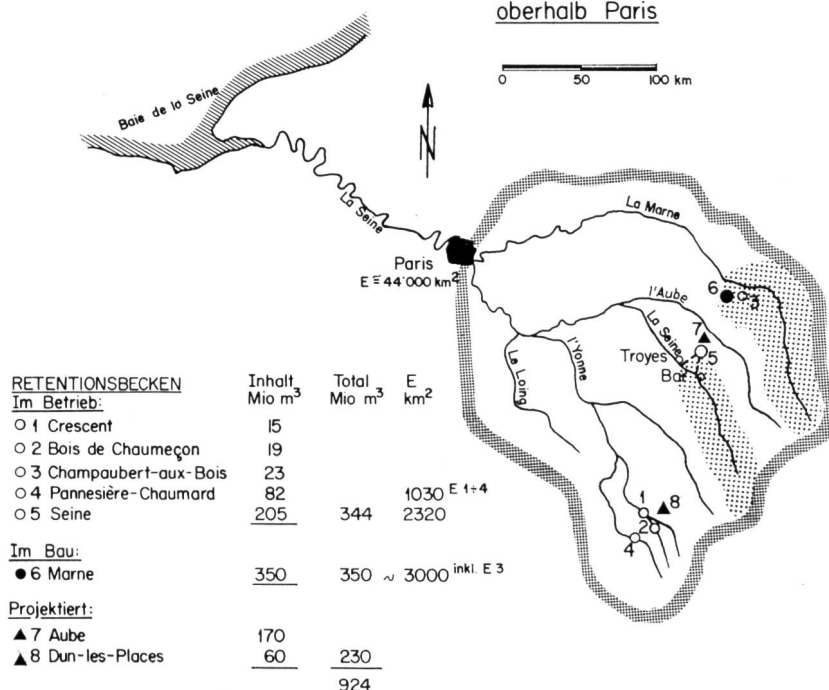 oberhalb Paris
0 50 100 km
N
Baie de la Seine
La Seine
Paris
E ≅ 44'000 km²
La Marne
l'Aube
La Seine
Troyes
Bar
l'Yonne
Le Loing
6
3
7
5
1
8
2
4
RETENTIONSBECKEN Inhalt Total E
Im Betrieb: Mio m³ Mio m³ km²
○ 1 Crescent 15
○ 2 Bois de Chaumeçon 19
○ 3 Champaubert-aux-Bois 23
○ 4 Pannesière-Chaumard 82 1030 E 1÷4
○ 5 Seine 205 344 2320
Im Bau:
● 6 Marne 350 350 ~ 3000 inkl. E 3
Projektiert:
▲ 7 Aube 170
▲ 8 Dun-les-Places 60 230
924